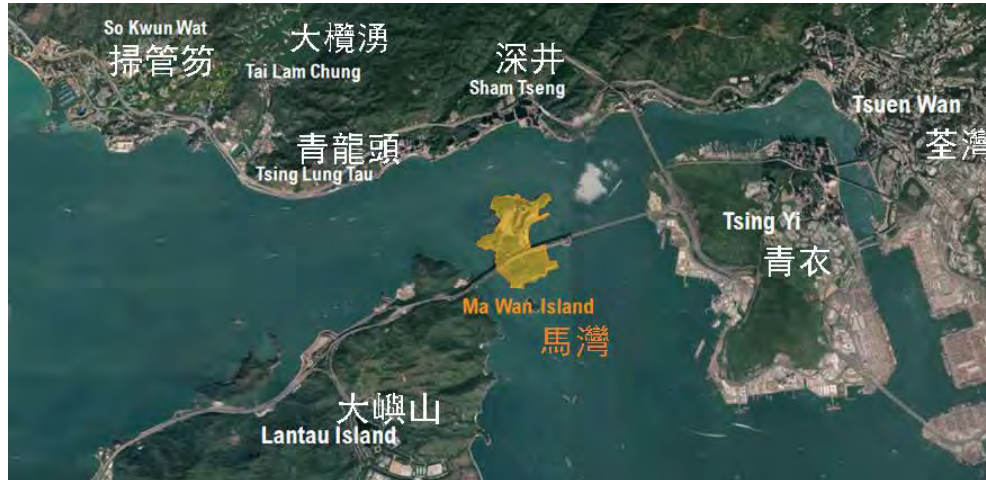 So Kwun Wat
掃管笏
大欖湧
Tai Lam Chung
深井
Sham Tseng
Tsuen Wan
荃灣
青龍頭
Tsing Lung Tau
Tsing Yi
青衣
Ma Wan Island
馬灣
大嶼山
Lantau Island